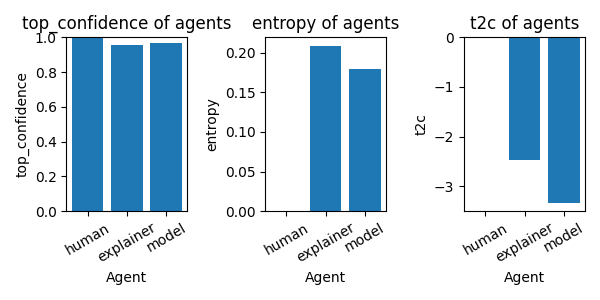 top_confidence of agents
top_confidence
1.0
0.8
0.6
0.4
0.2
0.0
human
explainer
model
Agent
entropy of agents
entropy
0.20
0.15
0.10
0.05
0.00
human
explainer
model
Agent
t2c of agents
t2c
0
−1
−2
−3
human
explainer
model
Agent